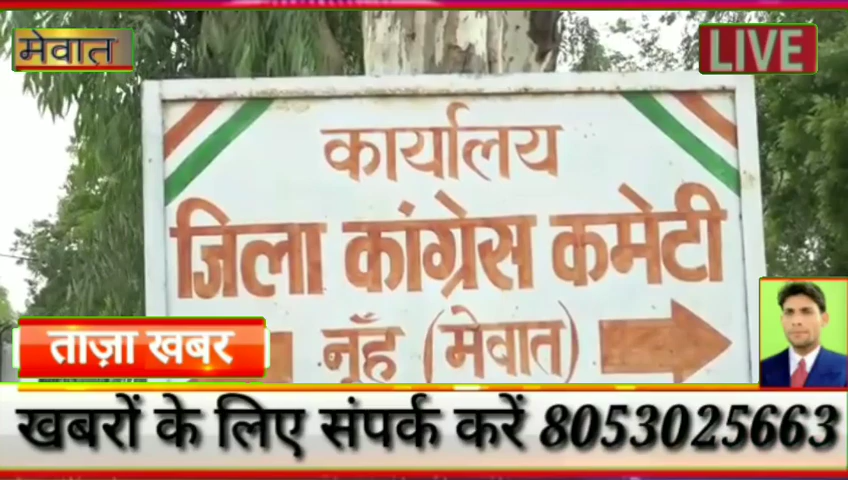 मेवात
LIVE
कार्यालय
जिला कांग्रेस कमेटी
नूँह (मेवात)
ताज़ा खबर
खबरों के लिए संपर्क करें 8053025663